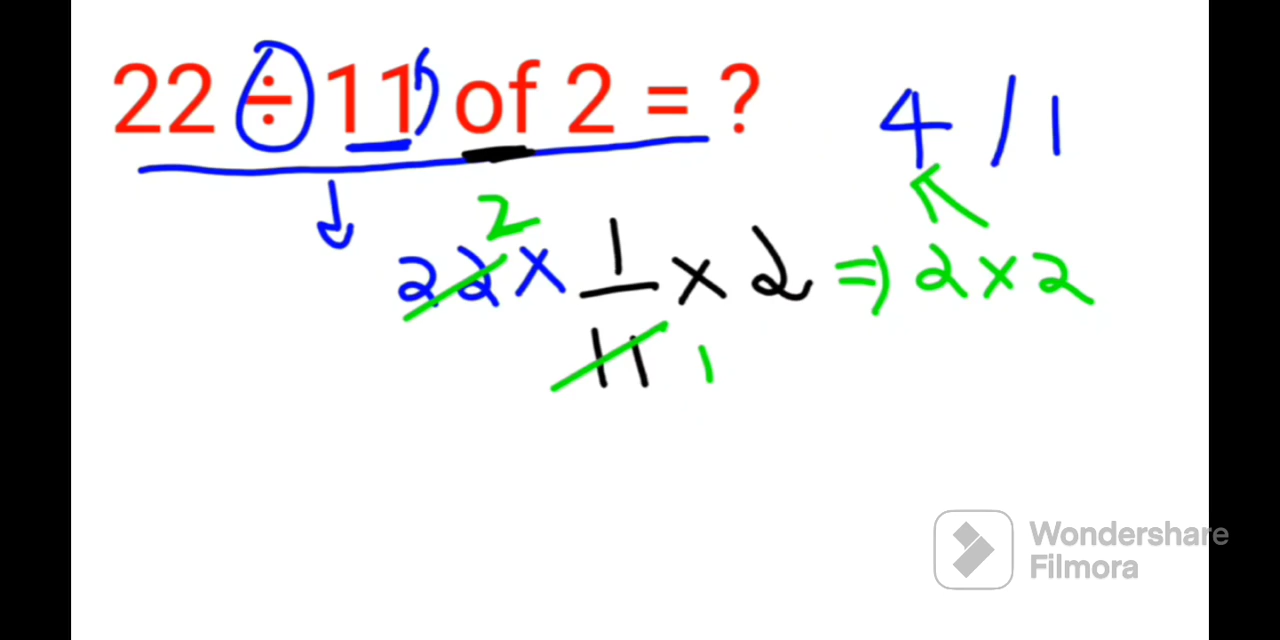 22 ÷ 11 of 2 = ?
4 / 1
2
22 × 1/11 × 2 ⇒ 2 × 2
1
Wondershare
Filmora